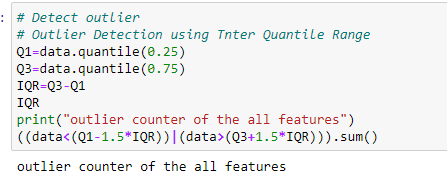 # Detect outlier
# Outlier Detection using Tnter Quantile Range
Q1=data.quantile(0.25)
Q3=data.quantile(0.75)
IQR=Q3-Q1
IQR
print("outlier counter of the all features")
((data<(Q1-1.5*IQR))|(data>(Q3+1.5*IQR))).sum()
outlier counter of the all features